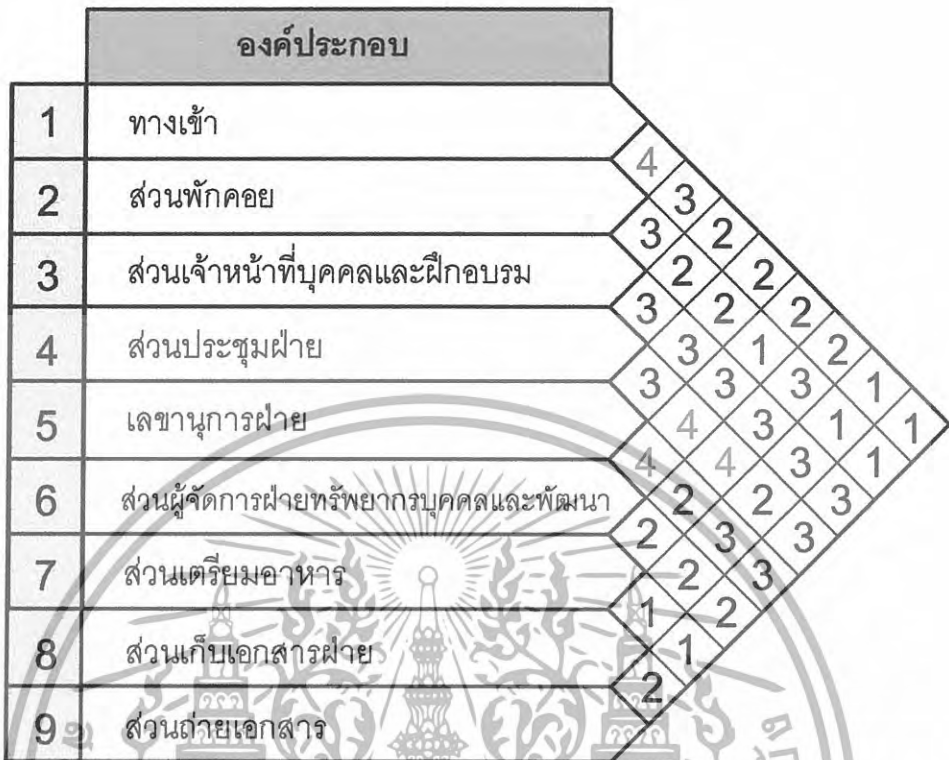 องค์ประกอบ
1 ทางเข้า
4
2 ส่วนพักคอย
3
3 2
3 ส่วนเจ้าหน้าที่บุคคลและฝึกอบรม
2 2
3 2 2
4 ส่วนประชุมฝ่าย
3 1 2
3 3 3 1
5 เลขานุการฝ่าย
4 3 1 1
4 4 3 1
6 ส่วนผู้จัดการฝ่ายทรัพยากรบุคคลและพัฒนา
2 2 3
2 3 3
7 ส่วนเตรียมอาหาร
2 3
1 2
8 ส่วนเก็บเอกสารฝ่าย
1
2
9 ส่วนถ่ายเอกสาร